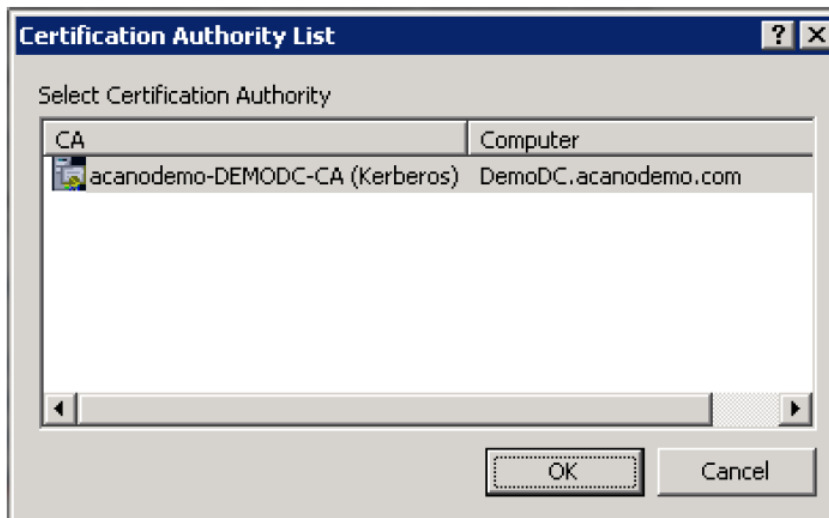 Certification Authority List
Select Certification Authority
CA Computer
acanodemo-DEMODC-CA (Kerberos) DemoDC.acanodemo.com
OK Cancel